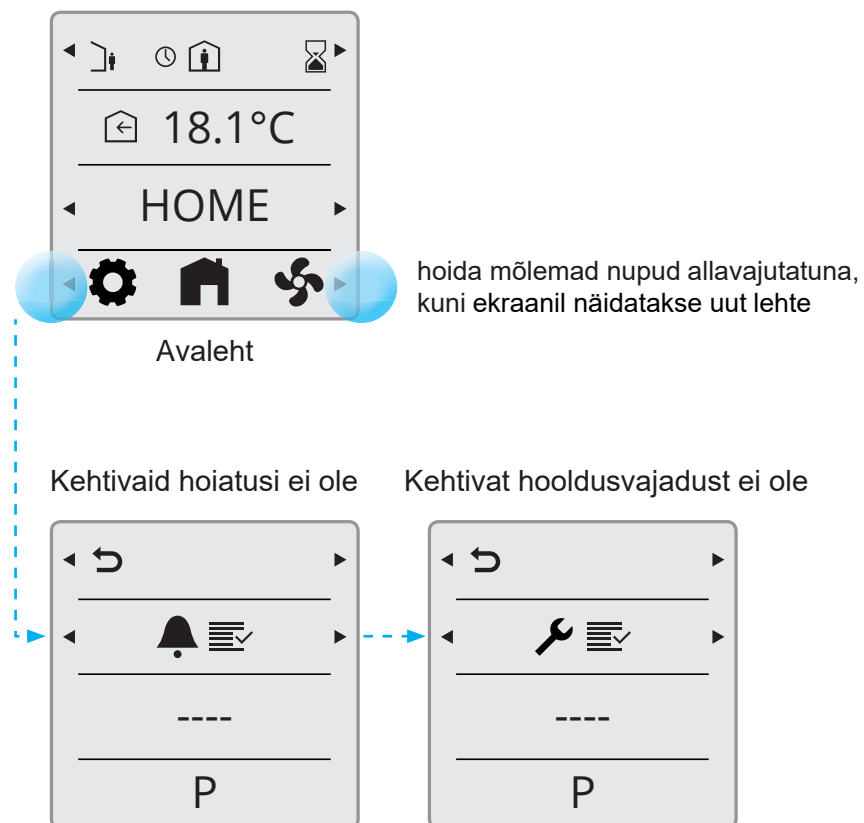 18.1°C
HOME
hoida mõlemad nupud allavajutatuna,
kuni ekraanil näidatakse uut lehte
Avaleht
Kehtivaid hoiatusi ei ole
Kehtivat hooldusvajadust ei ole
----
----
P
P